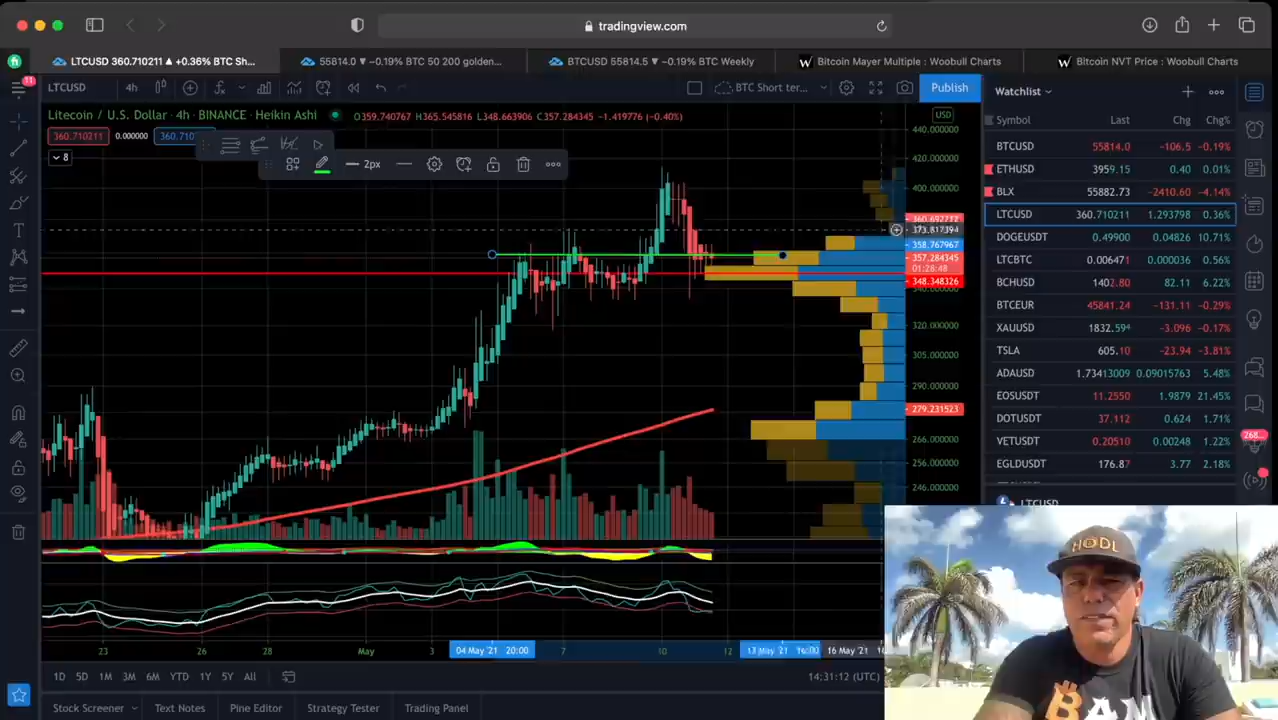 tradingview.com
LTCUSD 360.710211 ▲ +0.36% BTC Sh...
55814.0 ▼ −0.19% BTC 50 200 golden...
BTCUSD 55814.5 ▼ −0.19% BTC Weekly
Bitcoin Mayer Multiple : Woobull Charts
Bitcoin NVT Price : Woobull Charts
11
LTCUSD
4h
BTC Short ter...
Publish
Litecoin / U.S. Dollar · 4h · BINANCE · Heikin Ashi
O359.740767 H365.545816 L348.663906 C357.284345 −1.419776 (−0.40%)
360.710211
0.000000
8
2px
USD
440.000000
420.000000
400.000000
373.817394
358.767967
357.284345
01:28:48
348.348326
320.000000
305.000000
290.000000
279.231523
266.000000
256.000000
246.000000
23
26
28
May
3
04 May '21 20:00
7
10
12
13 May '21
16 May '21
1D
5D
1M
3M
6M
YTD
1Y
5Y
All
14:31:12 (UTC)
Stock Screener
Text Notes
Pine Editor
Strategy Tester
Trading Panel
Watchlist
Symbol Last Chg Chg%
BTCUSD 55814.0 −106.5 −0.19%
ETHUSD 3959.15 0.40 0.01%
BLX 55882.73 −2410.60 −4.14%
LTCUSD 360.710211 1.293798 0.36%
DOGEUSDT 0.49900 0.04826 10.71%
LTCBTC 0.006471 0.000036 0.56%
BCHUSD 1402.80 82.11 6.22%
BTCEUR 45841.24 −131.11 −0.29%
XAUUSD 1832.594 −3.096 −0.17%
TSLA 605.10 −23.94 −3.81%
ADAUSD 1.73413009 0.09015763 5.48%
EOSUSDT 11.2550 1.9879 21.45%
DOTUSDT 37.112 0.624 1.71%
VETUSDT 0.20510 0.00248 1.22%
EGLDUSDT 176.87 3.77 2.18%
LTCUSD
268...
HODL
BAM